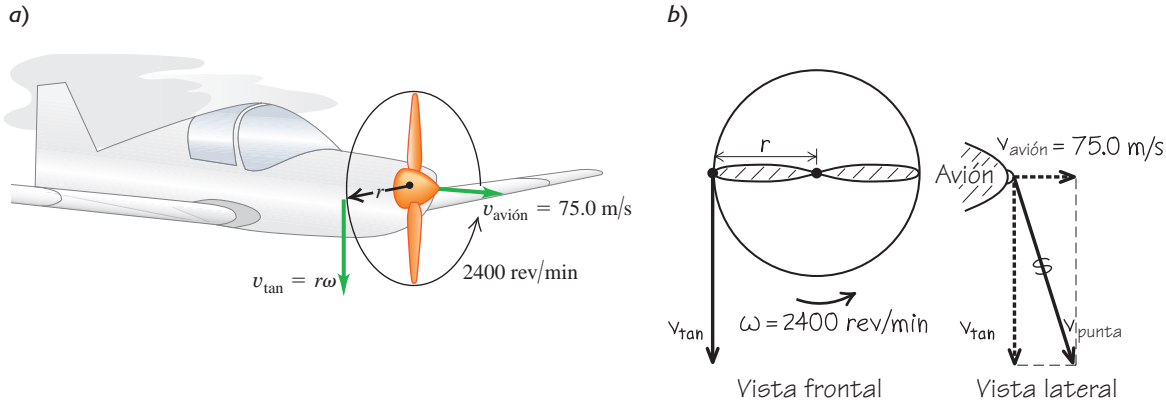 a)
r
v_avión = 75.0 m/s
2400 rev/min
v_tan = rω
b)
r
v_avión = 75.0 m/s
Avión
ω = 2400 rev/min
v_tan
v_tan
v_punta
Vista frontal
Vista lateral